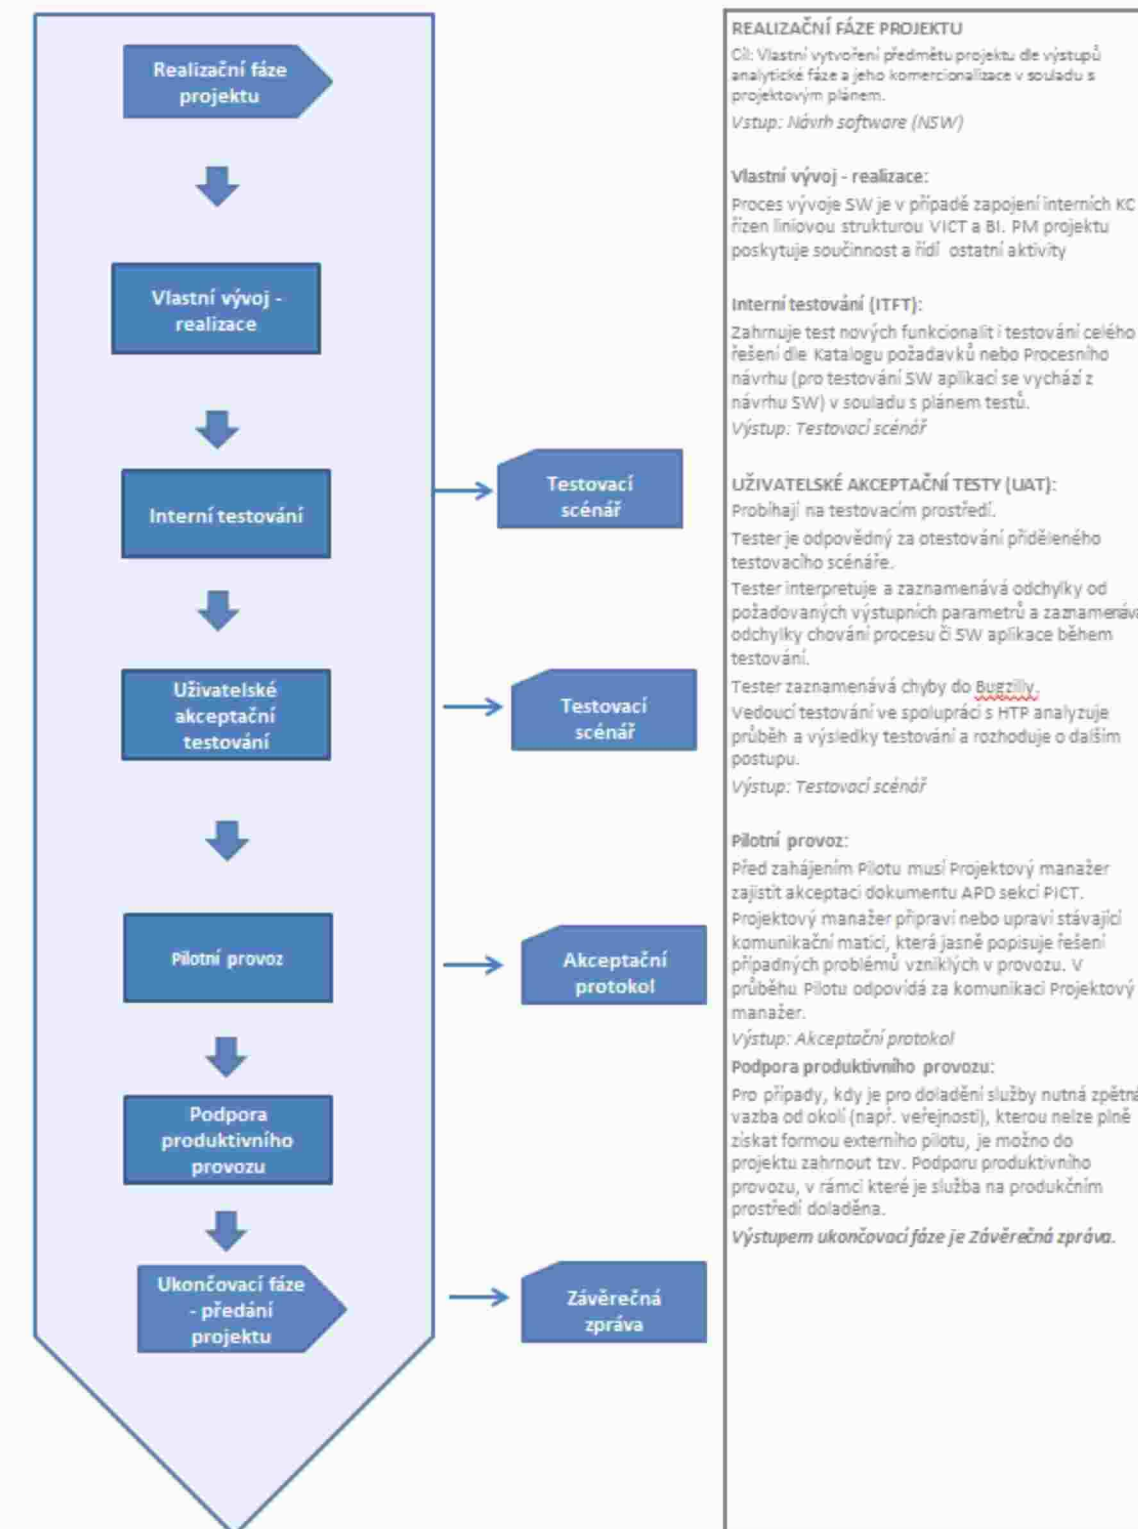 Realizační fáze
projektu
Vlastní vývoj -
realizace
Interní testování
Testovací
scénář
Uživatelské
akceptační
testování
Testovací
scénář
Pilotní provoz
Akceptační
protokol
Podpora
produktivního
provozu
Ukončovací fáze
- předání
projektu
Závěrečná
zpráva
REALIZAČNÍ FÁZE PROJEKTU
Cíl: Vlastní vytvoření předmětu projektu dle výstupů
analytické fáze a jeho komercionalizace v souladu s
projektovým plánem.
Vstup: Návrh software (NSW)
Vlastní vývoj - realizace:
Proces vývoje SW je v případě zapojení interních KC
řízen liniovou strukturou VICT a BI. PM projektu
poskytuje součinnost a řídí ostatní aktivity
Interní testování (ITFT):
Zahrnuje test nových funkcionalit i testování celého
řešení dle Katalogu požadavků nebo Procesního
návrhu (pro testování SW aplikací se vychází z
návrhu SW) v souladu s plánem testů.
Výstup: Testovací scénář
UŽIVATELSKÉ AKCEPTAČNÍ TESTY (UAT):
Probíhají na testovacím prostředí.
Tester je odpovědný za otestování přiděleného
testovacího scénáře.
Tester interpretuje a zaznamenává odchylky od
požadovaných výstupních parametrů a zaznamenává
odchylky chování procesu či SW aplikace během
testování.
Tester zaznamenává chyby do Bugzilly.
Vedoucí testování ve spolupráci s HTP analyzuje
průběh a výsledky testování a rozhoduje o dalším
postupu.
Výstup: Testovací scénář
Pilotní provoz:
Před zahájením Pilotu musí Projektový manažer
zajistit akceptaci dokumentu APD sekcí PICT.
Projektový manažer připraví nebo upraví stávající
komunikační matici, která jasně popisuje řešení
případných problémů vzniklých v provozu. V
průběhu Pilotu odpovídá za komunikaci Projektový
manažer.
Výstup: Akceptační protokol
Podpora produktivního provozu:
Pro případy, kdy je pro doladění služby nutná zpětná
vazba od okolí (např. veřejnosti), kterou nelze plně
získat formou externího pilotu, je možno do
projektu zahrnout tzv. Podporu produktivního
provozu, v rámci které je služba na produkčním
prostředí doladěna.
Výstupem ukončovací fáze je Závěrečná zpráva.